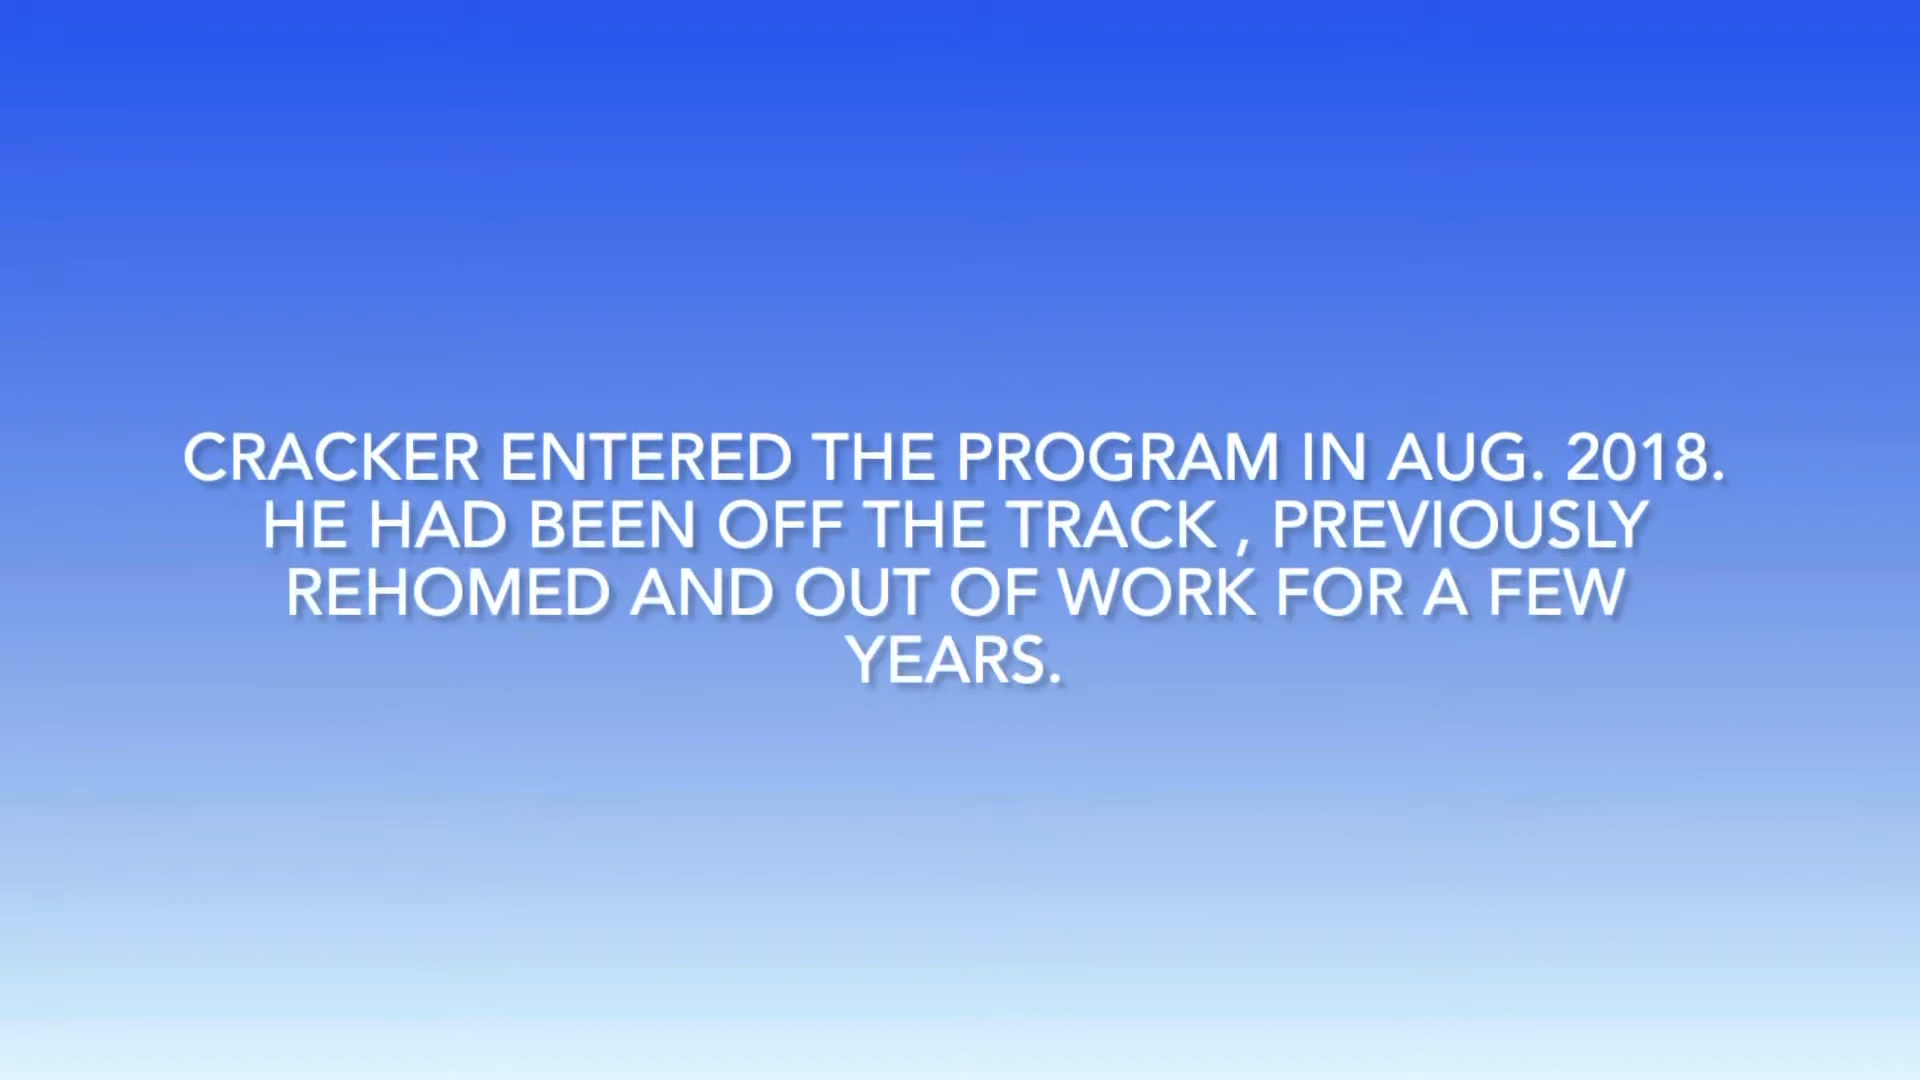 CRACKER ENTERED THE PROGRAM IN AUG. 2018.
HE HAD BEEN OFF THE TRACK , PREVIOUSLY
REHOMED AND OUT OF WORK FOR A FEW
YEARS.